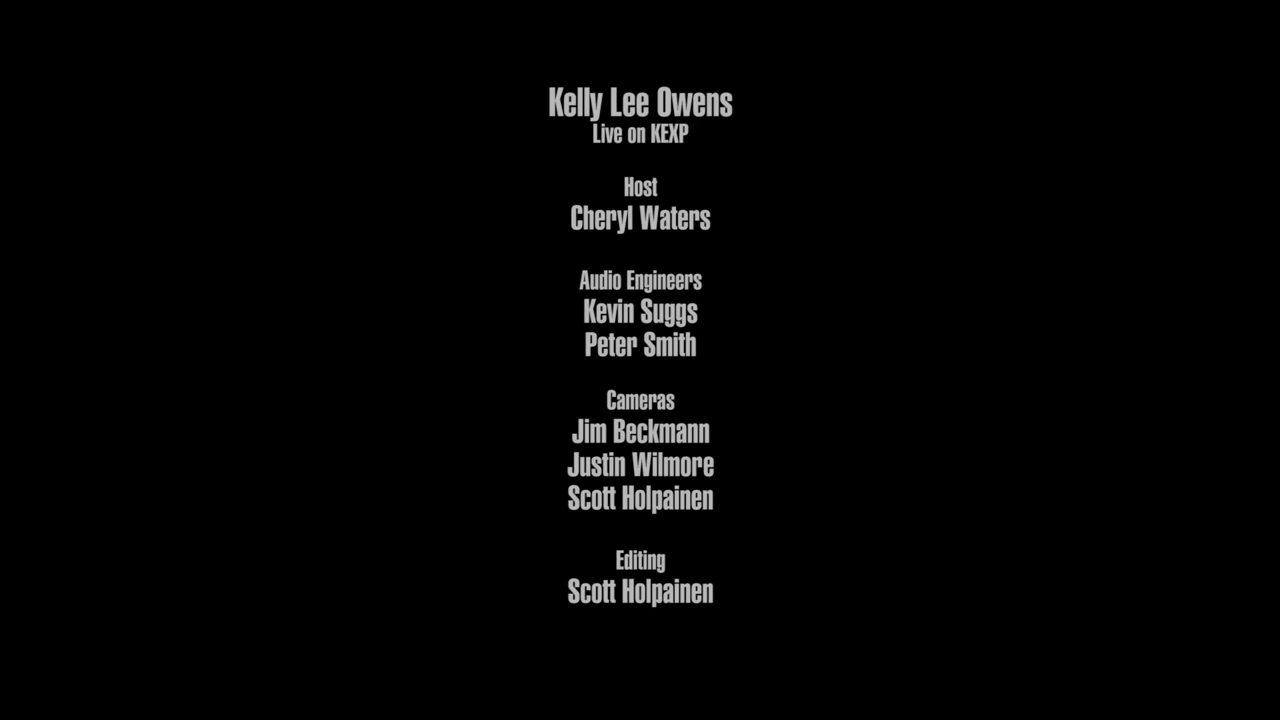 Kelly Lee Owens
Live on KEXP
Host
Cheryl Waters
Audio Engineers
Kevin Suggs
Peter Smith
Cameras
Jim Beckmann
Justin Wilmore
Scott Holpainen
Editing
Scott Holpainen